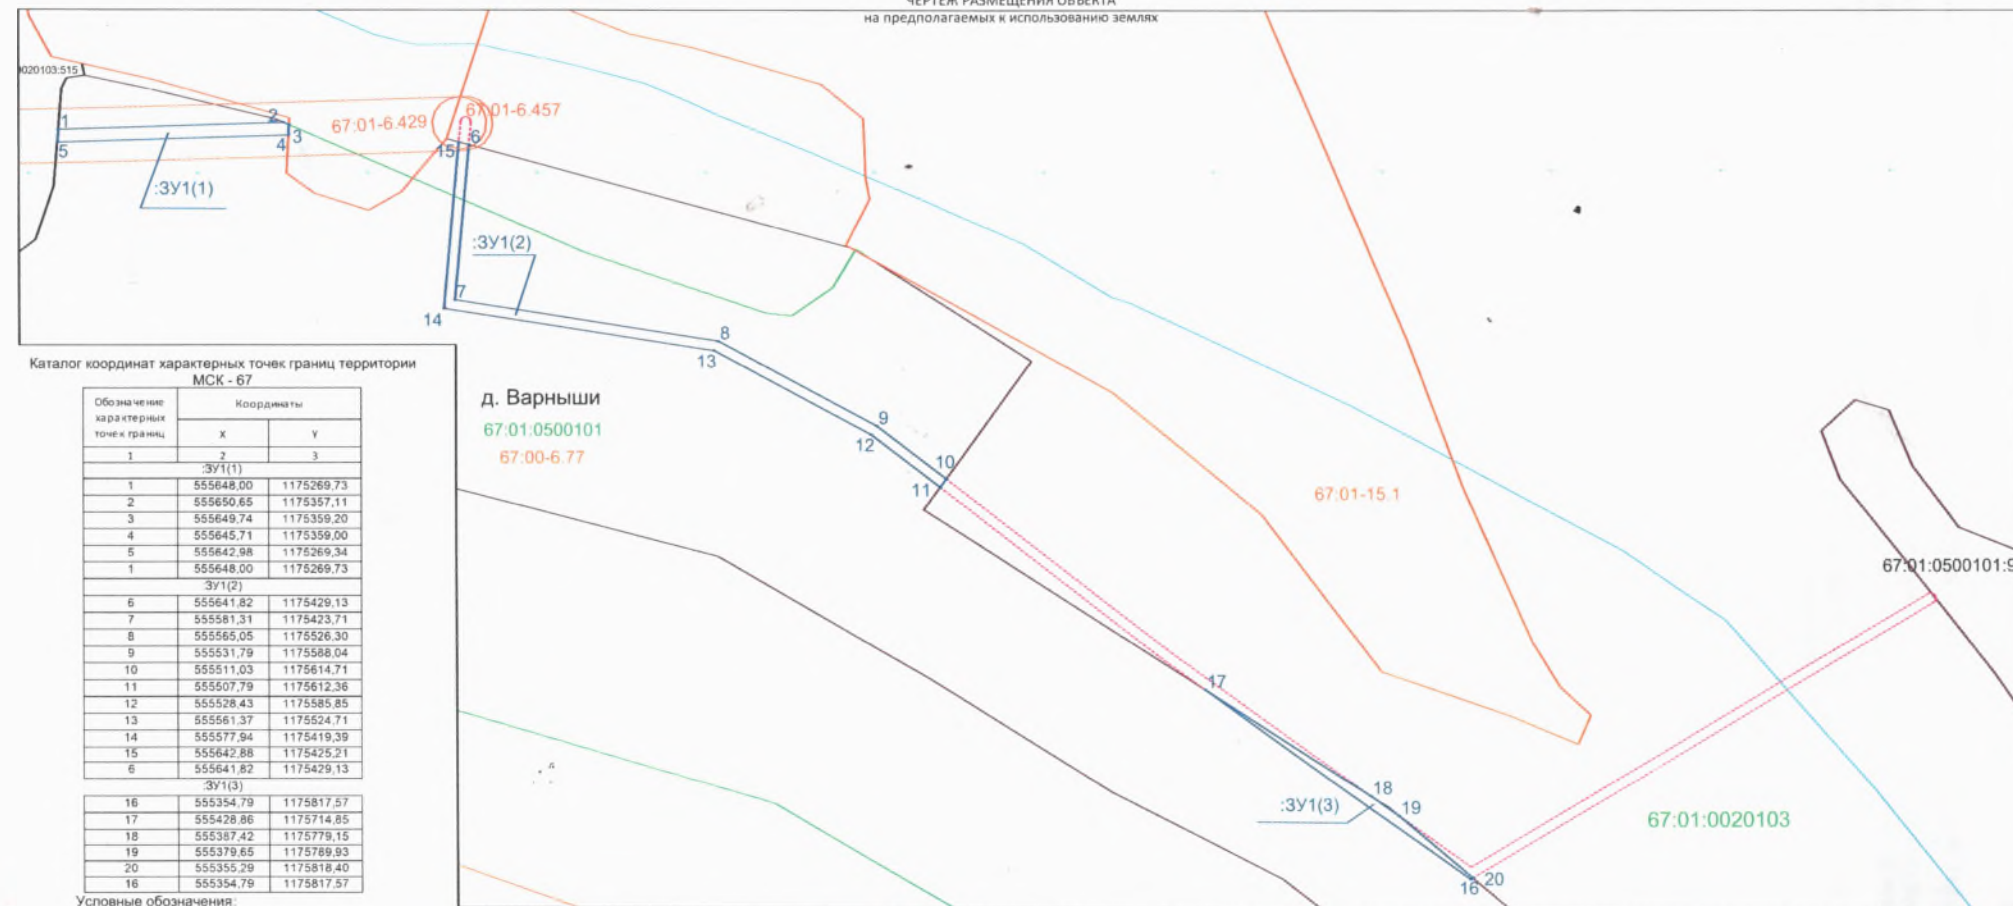 ЧЕРТЕЖ РАЗМЕЩЕНИЯ ОБЪЕКТА
на предполагаемых к использованию землях
0020103:515
1
2
3
4
5
67:01-6.429
67:01-6.457
15
6
:ЗУ1(1)
:ЗУ1(2)
7
14
8
13
9
12
10
11
д. Варныши
67:01:0500101
67:00-6.77
67:01-15.1
67:01:0500101:9
17
18
19
:ЗУ1(3)
67:01:0020103
16
20
Каталог координат характерных точек границ территории
МСК - 67
Обозначение характерных точек границ Координаты
X Y
1 2 3
:ЗУ1(1)
1 555648,00 1175269,73
2 555650,65 1175357,11
3 555649,74 1175359,20
4 555645,71 1175359,00
5 555642,98 1175269,34
1 555648,00 1175269,73
:ЗУ1(2)
6 555641,82 1175429,13
7 555581,31 1175423,71
8 555565,05 1175526,30
9 555531,79 1175588,04
10 555511,03 1175614,71
11 555507,79 1175612,36
12 555528,43 1175585,85
13 555561,37 1175524,71
14 555577,94 1175419,39
15 555642,88 1175425,21
6 555641,82 1175429,13
:ЗУ1(3)
16 555354,79 1175817,57
17 555428,86 1175714,85
18 555387,42 1175779,15
19 555379,65 1175789,93
20 555355,29 1175818,40
16 555354,79 1175817,57
Условные обозначения: